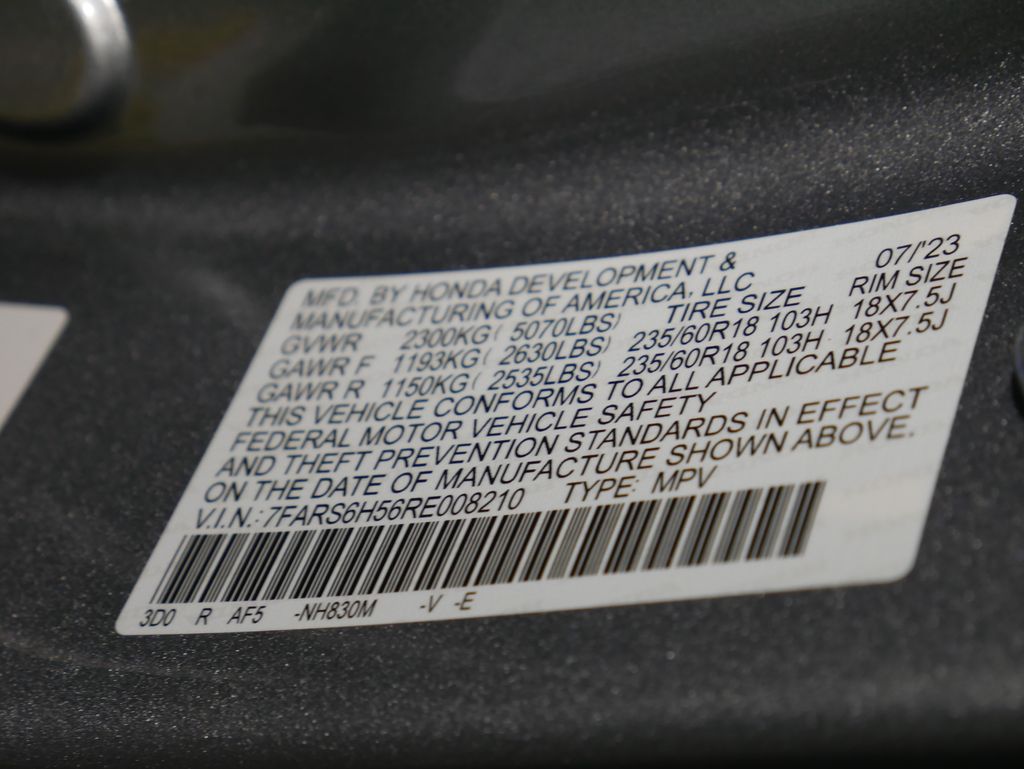 MFD. BY HONDA DEVELOPMENT & 07/'23
MANUFACTURING OF AMERICA, LLC
GVWR 2300KG( 5070LBS) TIRE SIZE RIM SIZE
GAWR F 1193KG( 2630LBS) 235/60R18 103H 18X7.5J
GAWR R 1150KG( 2535LBS) 235/60R18 103H 18X7.5J
THIS VEHICLE CONFORMS TO ALL APPLICABLE
FEDERAL MOTOR VEHICLE SAFETY
AND THEFT PREVENTION STANDARDS IN EFFECT
ON THE DATE OF MANUFACTURE SHOWN ABOVE.
V.I.N.: 7FARS6H56RE008210 TYPE: MPV
3D0 R AF5 -NH830M -V -E